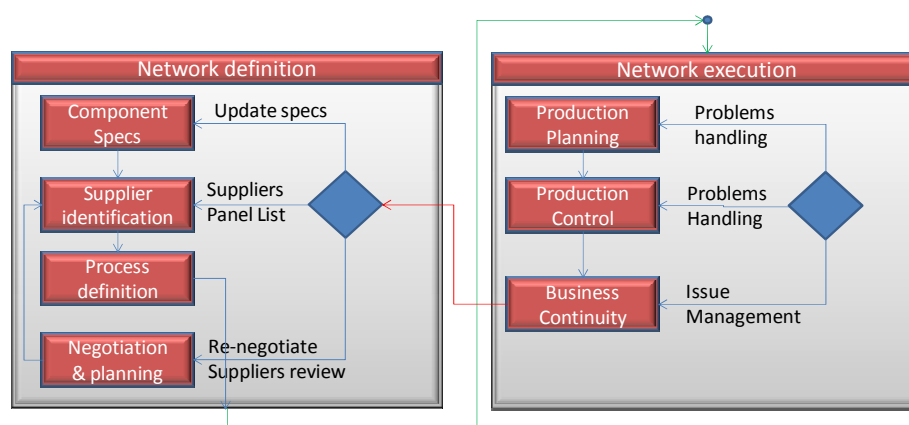 Network definition
Component
Specs
Update specs
Supplier
identification
Suppliers
Panel List
Process
definition
Negotiation
& planning
Re-negotiate
Suppliers review
Network execution
Production
Planning
Problems
handling
Production
Control
Problems
Handling
Business
Continuity
Issue
Management